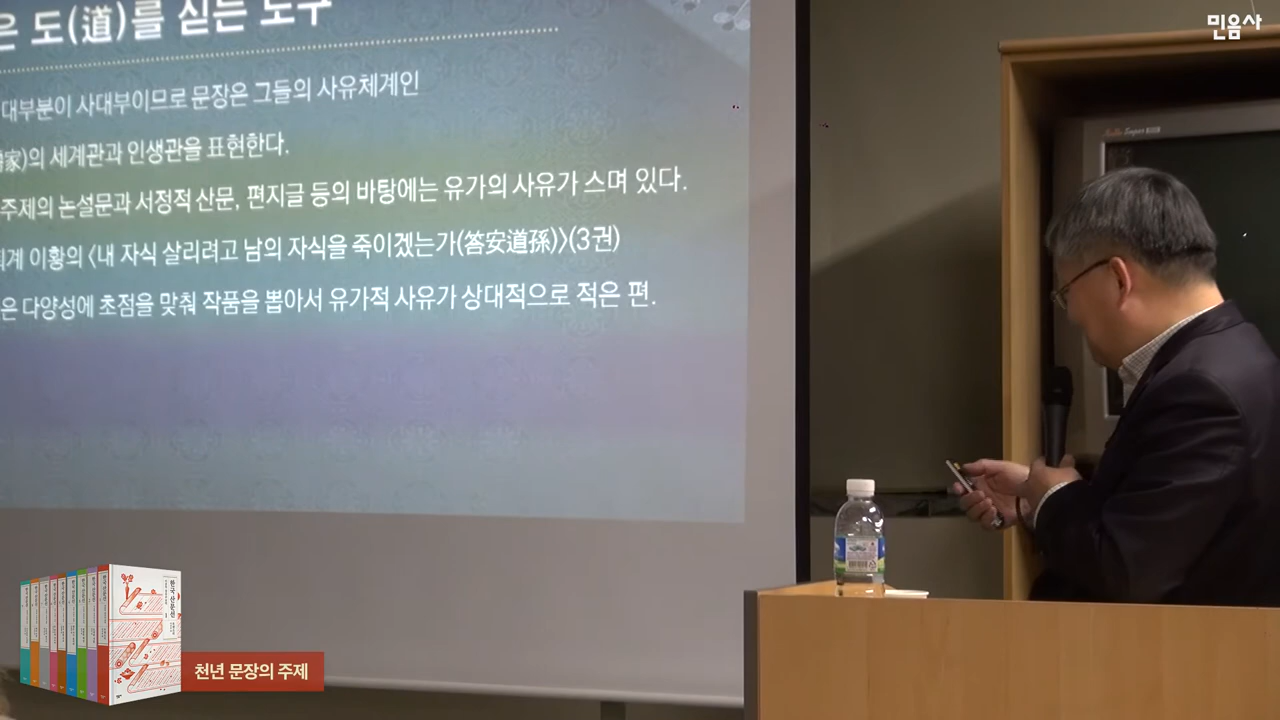 은 도(道)를 싣는 도구
민음사
대부분이 사대부이므로 문장은 그들의 사유체계인
家)의 세계관과 인생관을 표현한다.
주제의 논설문과 서정적 산문, 편지글 등의 바탕에는 유가의 사유가 스며 있다.
계 이황의 〈내 자식 살리려고 남의 자식을 죽이겠는가(答安道孫)〉(3권)
은 다양성에 초점을 맞춰 작품을 뽑아서 유가적 사유가 상대적으로 적은 편.
한국 산문선
천년 문장의 주제